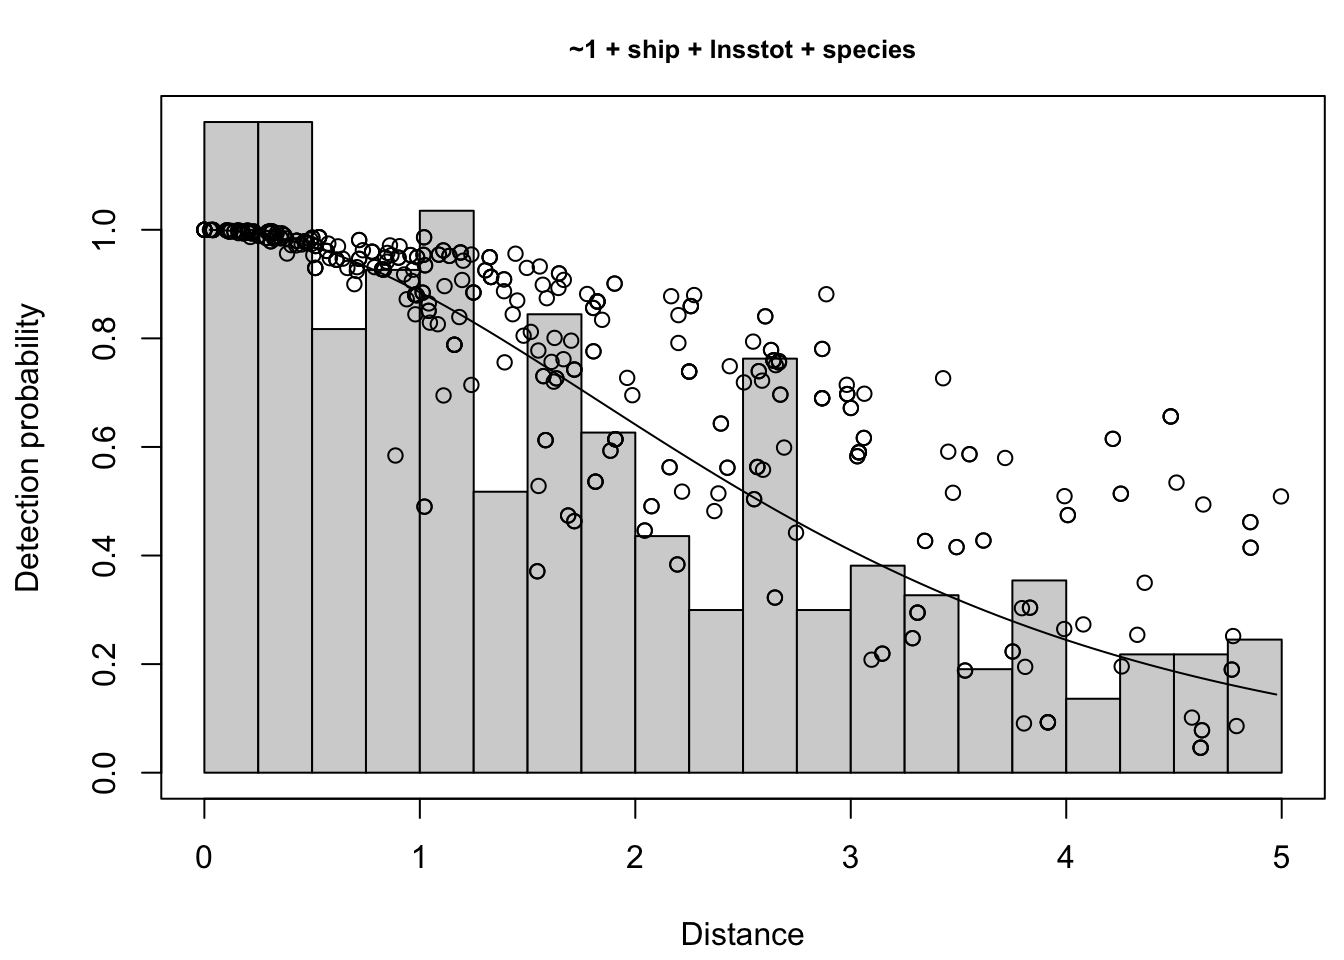 ~1 + ship + lnsstot + species
Detection probability
1.0
0.8
0.6
0.4
0.2
0.0
0 1 2 3 4 5
Distance